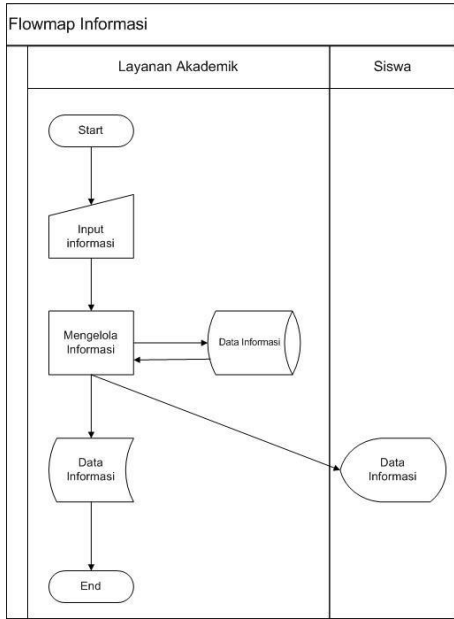 Flowmap Informasi
Layanan Akademik
Siswa
Start
Input
informasi
Mengelola
Informasi
Data Informasi
Data
Informasi
Data
Informasi
End